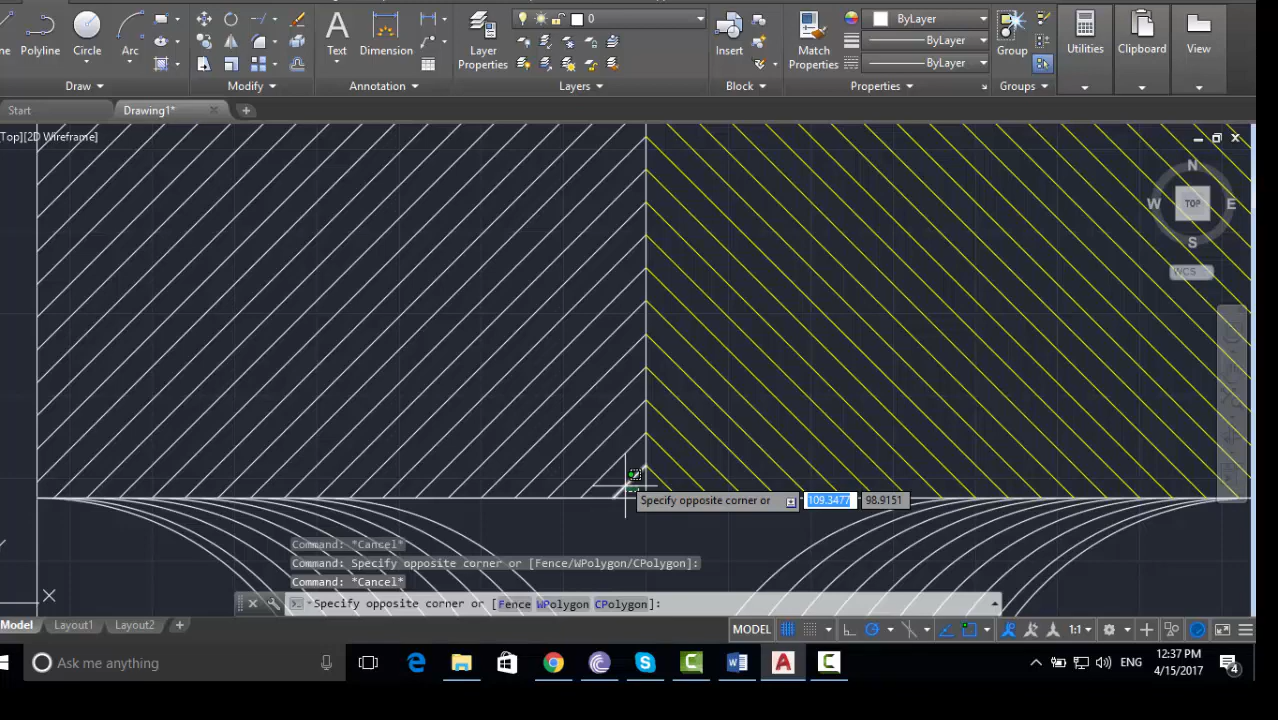 Polyline
Circle
Arc
Text
Dimension
Layer
Properties
0
Insert
Match
Properties
ByLayer
ByLayer
ByLayer
Group
Utilities
Clipboard
View
Draw
Modify
Annotation
Layers
Block
Properties
Groups
Start
Drawing1*
Top][2D Wireframe]
N
W
TOP
E
S
WCS
Specify opposite corner or
109.3477
98.9151
Command: *Cancel*
Command: Specify opposite corner or [Fence/WPolygon/CPolygon]:
Command: *Cancel*
Specify opposite corner or [Fence WPolygon CPolygon]:
Model
Layout1
Layout2
MODEL
1:1
Ask me anything
ENG
12:37 PM
4/15/2017